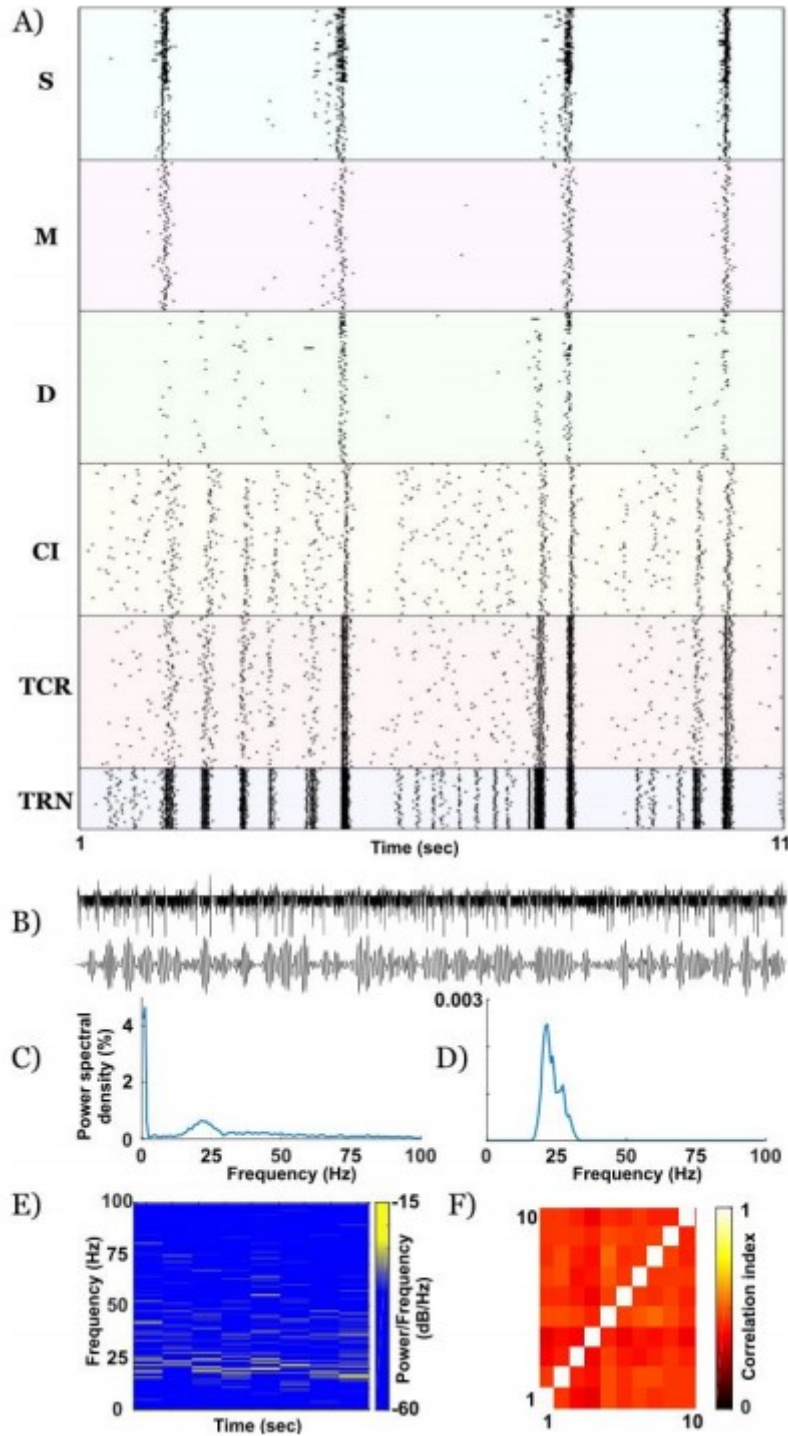 A)
S
M
D
CI
TCR
TRN
1
11
Time (sec)
B)
C)
Power spectral
density (%)
4
2
0
0
25
50
75
100
Frequency (Hz)
D)
0.003
0
25
50
75
100
Frequency (Hz)
E)
Frequency (Hz)
100
75
50
25
0
Time (sec)
-15
-60
Power/Frequency
(dB/Hz)
F)
10
1
1
10
1
0
Correlation index